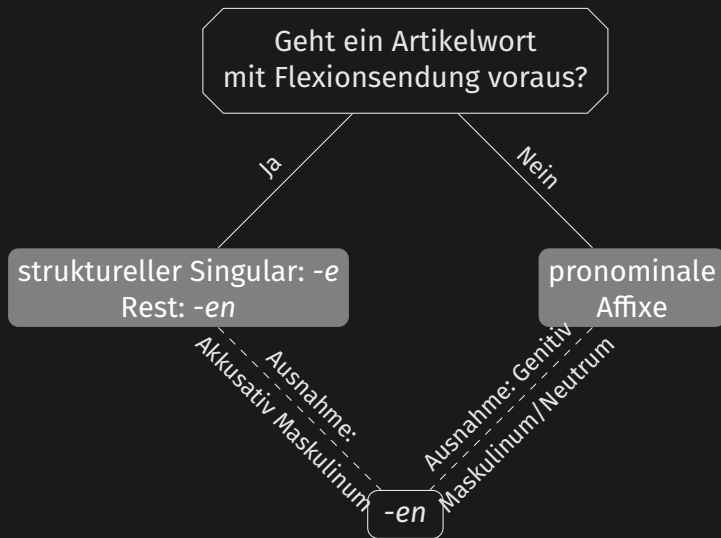 Geht ein Artikelwort
mit Flexionsendung voraus?
Ja
Nein
struktureller Singular: -e
Rest: -en
pronominale
Affixe
Ausnahme:
Akkusativ Maskulinum
Ausnahme: Genitiv
Maskulinum/Neutrum
-en